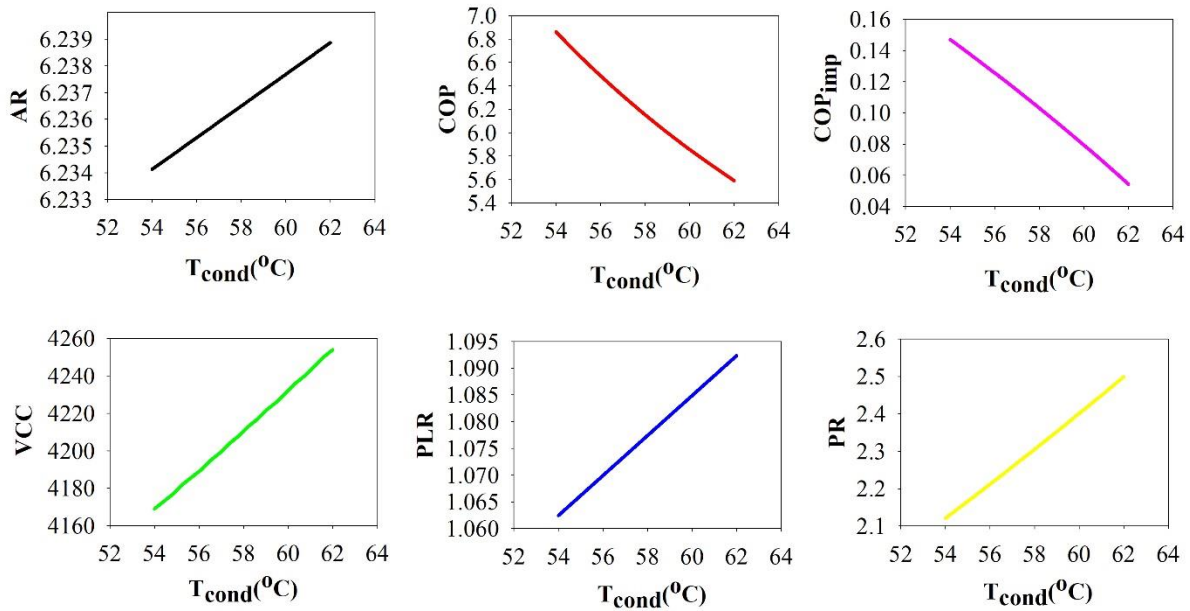 AR
6.239
6.238
6.237
6.236
6.235
6.234
6.233
52 54 56 58 60 62 64
Tcond(oC)
COP
7.0
6.8
6.6
6.4
6.2
6.0
5.8
5.6
5.4
52 54 56 58 60 62 64
Tcond(oC)
COPimp
0.16
0.14
0.12
0.10
0.08
0.06
0.04
52 54 56 58 60 62 64
Tcond(oC)
VCC
4260
4240
4220
4200
4180
4160
52 54 56 58 60 62 64
Tcond(oC)
PLR
1.095
1.090
1.085
1.080
1.075
1.070
1.065
1.060
52 54 56 58 60 62 64
Tcond(oC)
PR
2.6
2.5
2.4
2.3
2.2
2.1
52 54 56 58 60 62 64
Tcond(oC)